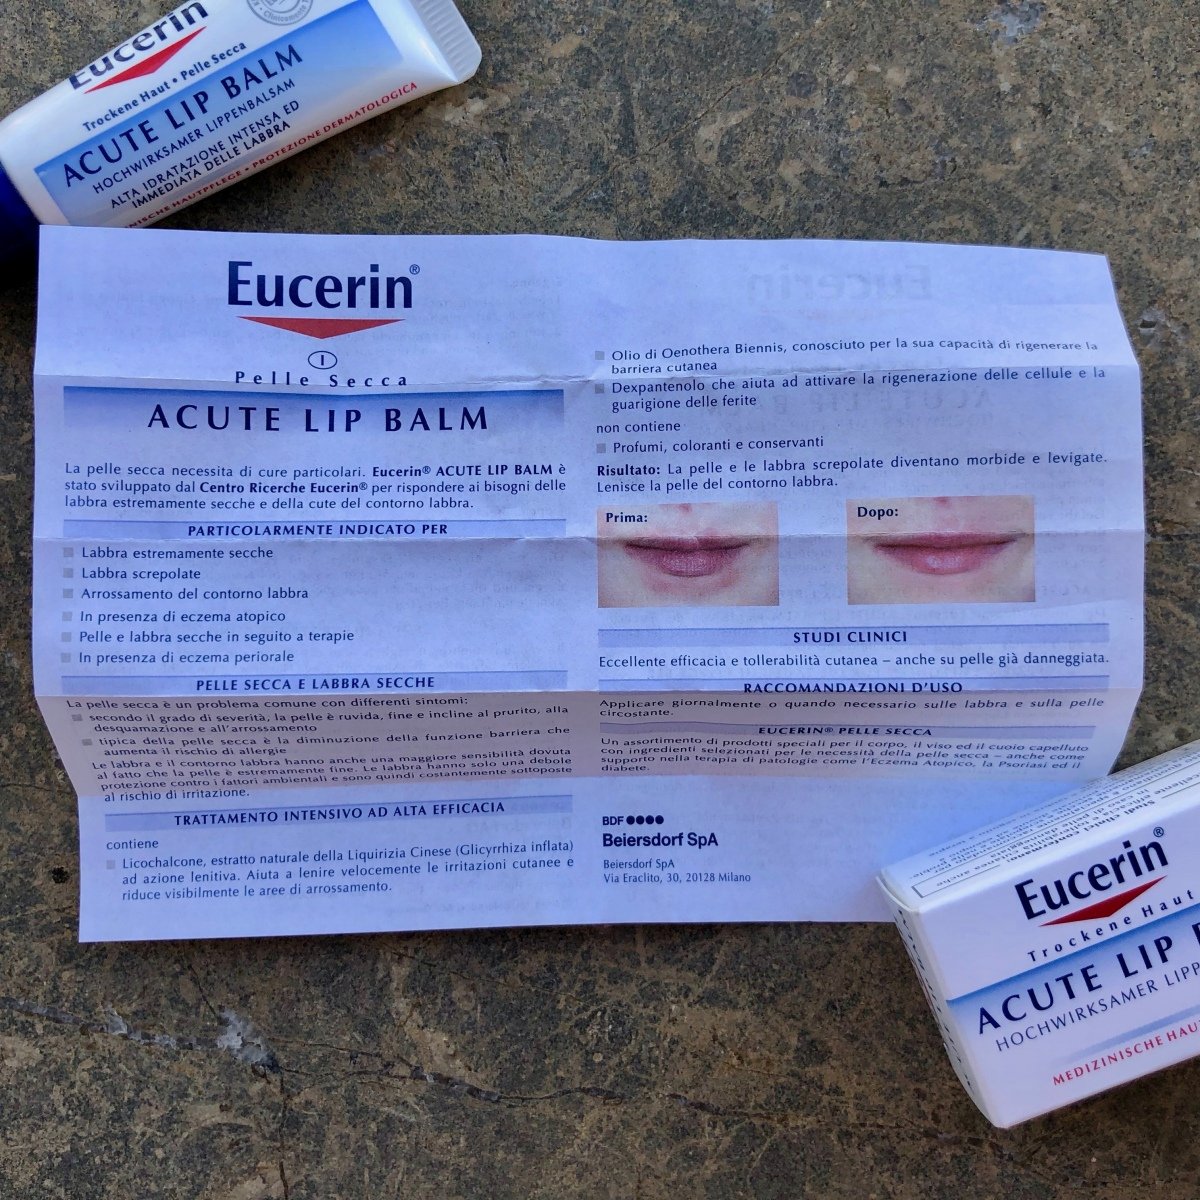 Eucerin
Trockene Haut • Pelle Secca
ACUTE LIP BALM
HOCHWIRKSAMER LIPPENBALSAM
ALTA IDRATAZIONE INTENSA ED
IMMEDIATA DELLE LABBRA
HAUTPFLEGE • PROTEZIONE DERMATOLOGICA
Eucerin®
I
Pelle Secca
ACUTE LIP BALM
La pelle secca necessita di cure particolari. Eucerin® ACUTE LIP BALM è
stato sviluppato dal Centro Ricerche Eucerin® per rispondere ai bisogni delle
labbra estremamente secche e della cute del contorno labbra.
PARTICOLARMENTE INDICATO PER
Labbra estremamente secche
Labbra screpolate
Arrossamento del contorno labbra
In presenza di eczema atopico
Pelle e labbra secche in seguito a terapie
In presenza di eczema periorale
PELLE SECCA E LABBRA SECCHE
La pelle secca è un problema comune con differenti sintomi:
secondo il grado di severità, la pelle è ruvida, fine e incline al prurito, alla
desquamazione e all'arrossamento
tipica della pelle secca è la diminuzione della funzione barriera che
aumenta il rischio di allergie
Le labbra e il contorno labbra hanno anche una maggiore sensibilità dovuta
al fatto che la pelle è estremamente fine. Le labbra hanno solo una debole
protezione contro i fattori ambientali e sono quindi costantemente sottoposte
al rischio di irritazione.
TRATTAMENTO INTENSIVO AD ALTA EFFICACIA
contiene
Licochalcone, estratto naturale della Liquirizia Cinese (Glicyrrhiza inflata)
ad azione lenitiva. Aiuta a lenire velocemente le irritazioni cutanee e
riduce visibilmente le aree di arrossamento.
Olio di Oenothera Biennis, conosciuto per la sua capacità di rigenerare la
barriera cutanea
Dexpantenolo che aiuta ad attivare la rigenerazione delle cellule e la
guarigione delle ferite
non contiene
Profumi, coloranti e conservanti
Risultato: La pelle e le labbra screpolate diventano morbide e levigate.
Lenisce la pelle del contorno labbra.
Prima:
Dopo:
STUDI CLINICI
Eccellente efficacia e tollerabilità cutanea – anche su pelle già danneggiata.
RACCOMANDAZIONI D'USO
Applicare giornalmente o quando necessario sulle labbra e sulla pelle
circostante.
EUCERIN® PELLE SECCA
Un assortimento di prodotti speciali per il corpo, il viso ed il cuoio capelluto
con ingredienti selezionati per le necessità della pelle secca – anche come
supporto nella terapia di patologie come l'Eczema Atopico, la Psoriasi ed il
diabete.
BDF ●●●●
Beiersdorf SpA
Beiersdorf SpA
Via Eraclito, 30, 20128 Milano
Eucerin®
Trockene Haut
ACUTE LIP
HOCHWIRKSAMER
MEDIZINISCHE